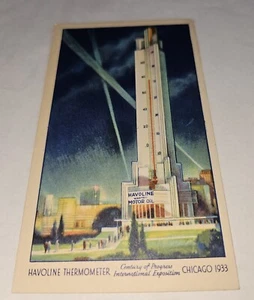 HAVOLINE
MOTOR OIL
HAVOLINE THERMOMETER Century of Progress International Exposition CHICAGO 1933